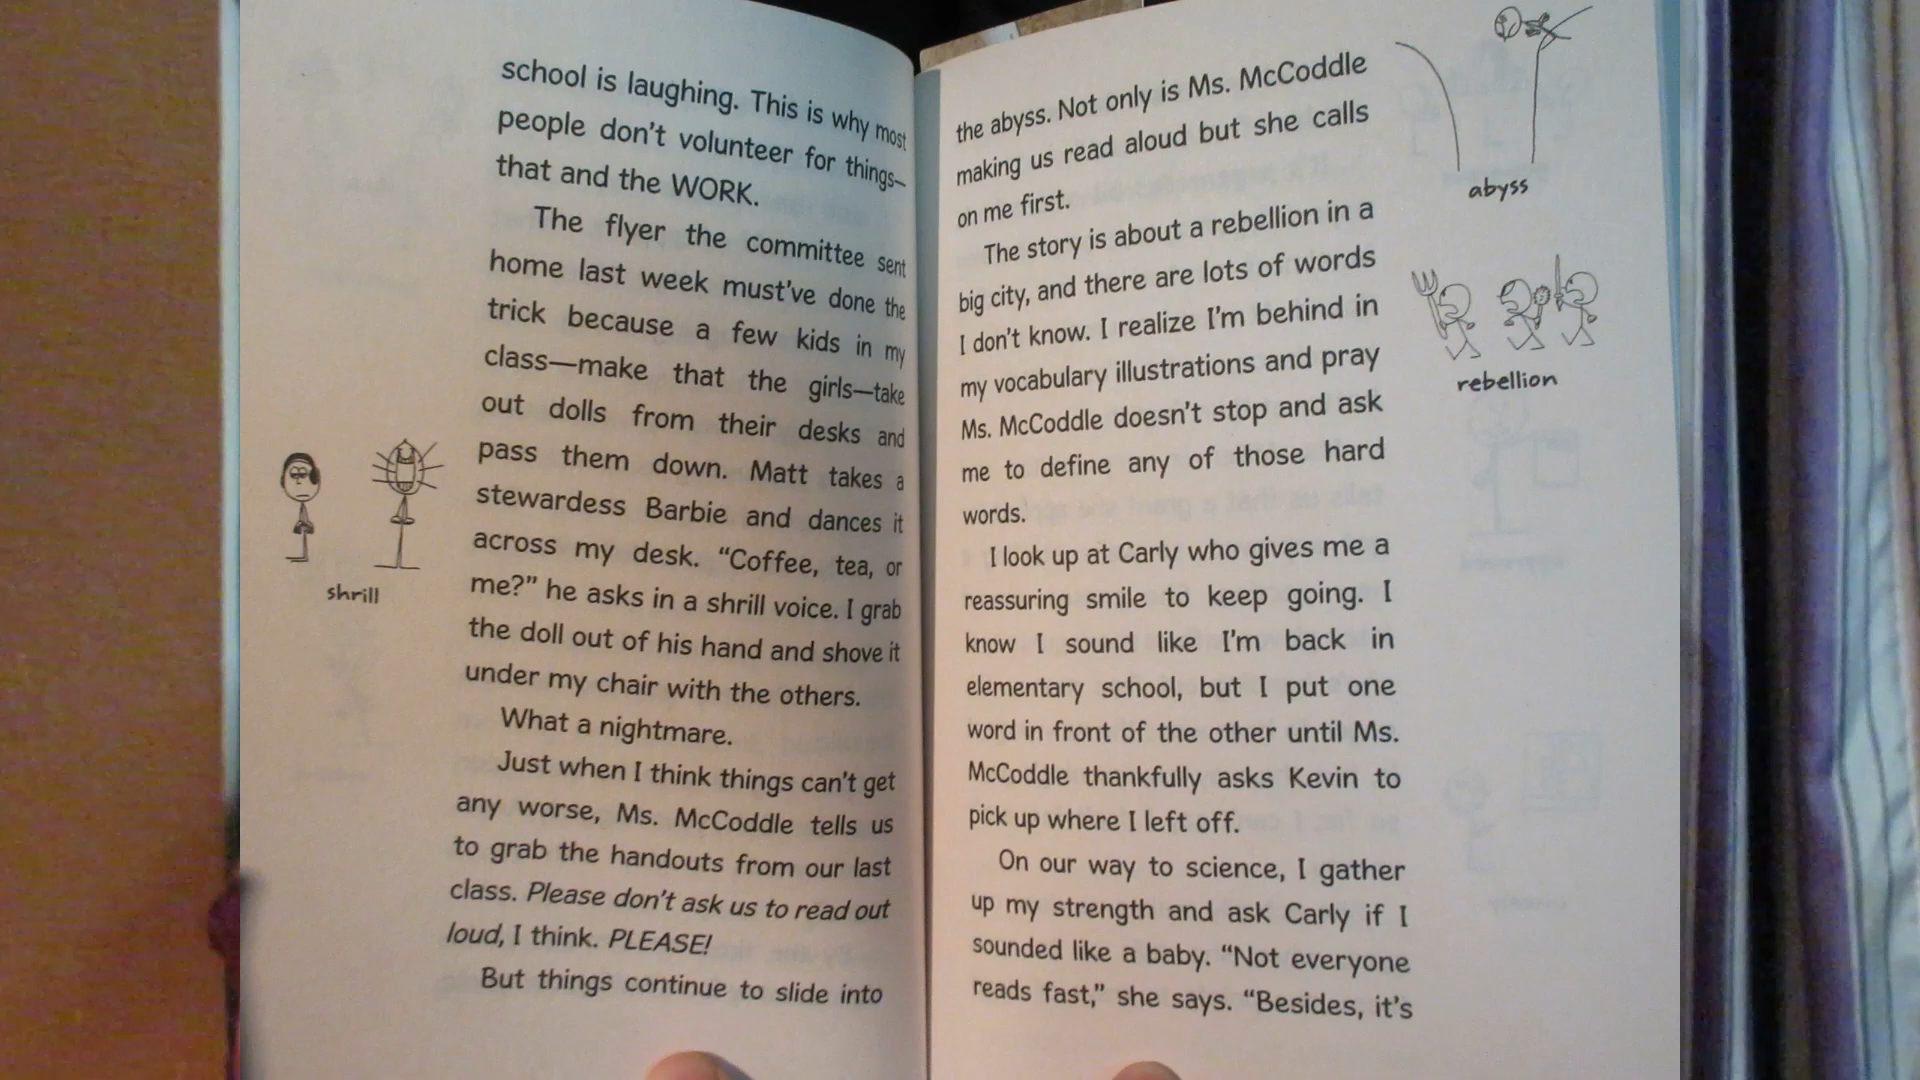 school is laughing. This is why most
people don't volunteer for things–
that and the WORK.
The flyer the committee sent
home last week must've done the
trick because a few kids in my
class—make that the girls—take
out dolls from their desks and
pass them down. Matt takes a
stewardess Barbie and dances it
across my desk. “Coffee, tea, or
me?” he asks in a shrill voice. I grab
the doll out of his hand and shove it
under my chair with the others.
What a nightmare.
Just when I think things can't get
any worse, Ms. McCoddle tells us
to grab the handouts from our last
class. Please don't ask us to read out
loud, I think. PLEASE!
But things continue to slide into
shrill
the abyss. Not only is Ms. McCoddle
making us read aloud but she calls
on me first.
The story is about a rebellion in a
big city, and there are lots of words
I don't know. I realize I'm behind in
my vocabulary illustrations and pray
Ms. McCoddle doesn't stop and ask
me to define any of those hard
words.
I look up at Carly who gives me a
reassuring smile to keep going. I
know I sound like I'm back in
elementary school, but I put one
word in front of the other until Ms.
McCoddle thankfully asks Kevin to
pick up where I left off.
On our way to science, I gather
up my strength and ask Carly if I
sounded like a baby. “Not everyone
reads fast,” she says. “Besides, it's
abyss
rebellion